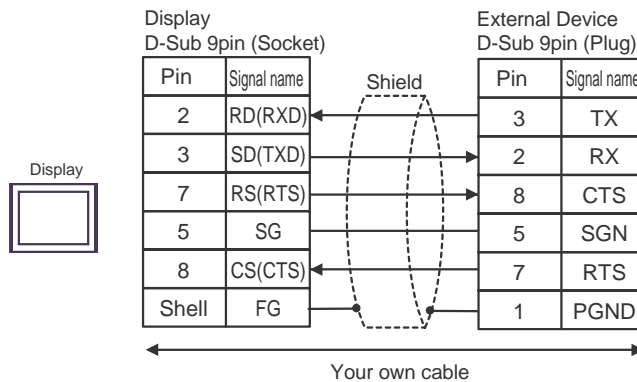 Display
D-Sub 9pin (Socket)
External Device
D-Sub 9pin (Plug)
Pin Signal name Shield Pin Signal name
2 RD(RXD) 3 TX
3 SD(TXD) 2 RX
7 RS(RTS) 8 CTS
5 SG 5 SGN
8 CS(CTS) 7 RTS
Shell FG 1 PGND
Display
Your own cable